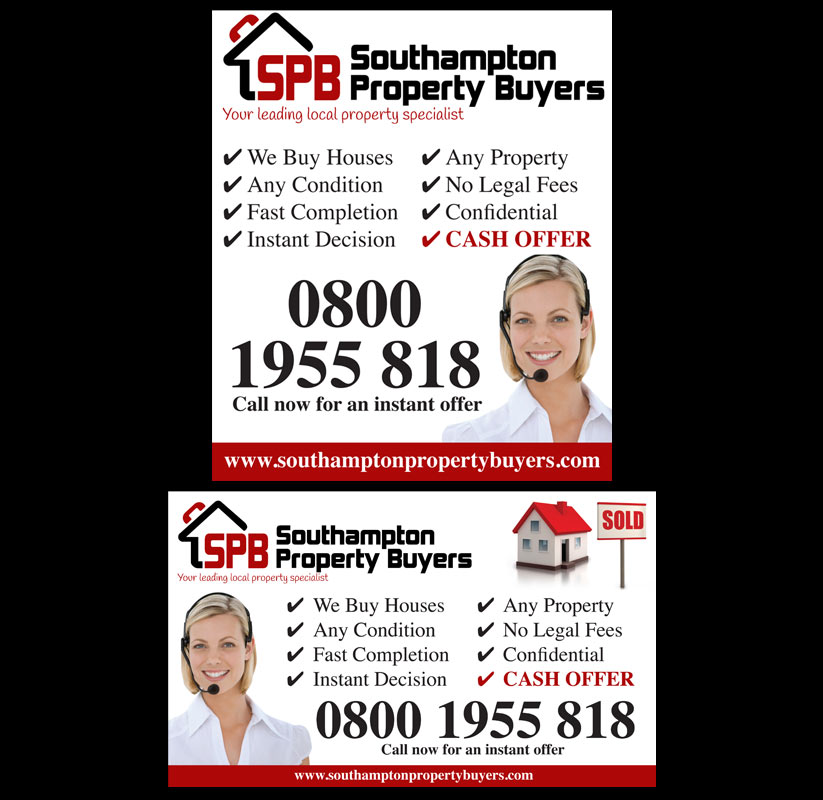 SPB Southampton
Property Buyers
Your leading local property specialist
✔ We Buy Houses ✔ Any Property
✔ Any Condition ✔ No Legal Fees
✔ Fast Completion ✔ Confidential
✔ Instant Decision ✔ CASH OFFER
0800
1955 818
Call now for an instant offer
www.southamptonpropertybuyers.com
SPB Southampton
Property Buyers
Your leading local property specialist
SOLD
✔ We Buy Houses ✔ Any Property
✔ Any Condition ✔ No Legal Fees
✔ Fast Completion ✔ Confidential
✔ Instant Decision ✔ CASH OFFER
0800 1955 818
Call now for an instant offer
www.southamptonpropertybuyers.com